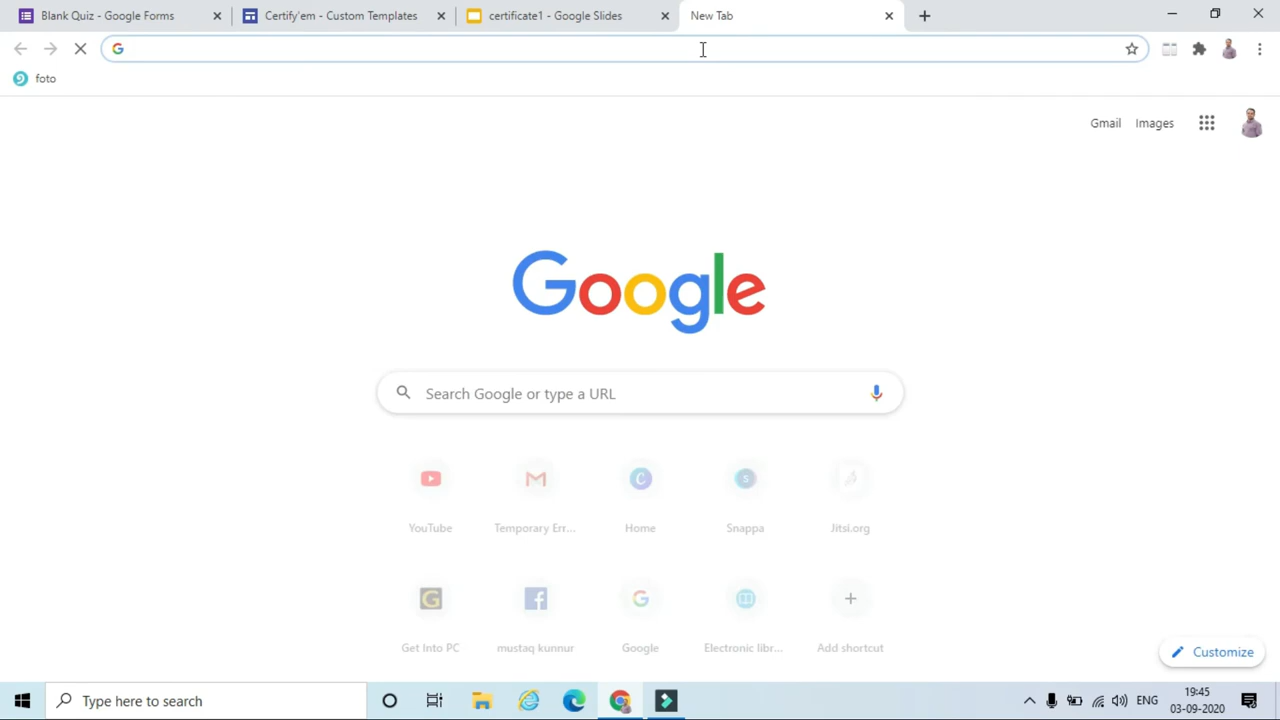 Blank Quiz - Google Forms
Certify'em - Custom Templates
certificate1 - Google Slides
New Tab
foto
Gmail
Images
Google
Search Google or type a URL
YouTube
Temporary Err...
Home
Snappa
Jitsi.org
Get Into PC
mustaq kunnur
Google
Electronic libr...
Add shortcut
Customize
Type here to search
ENG
19:45
03-09-2020